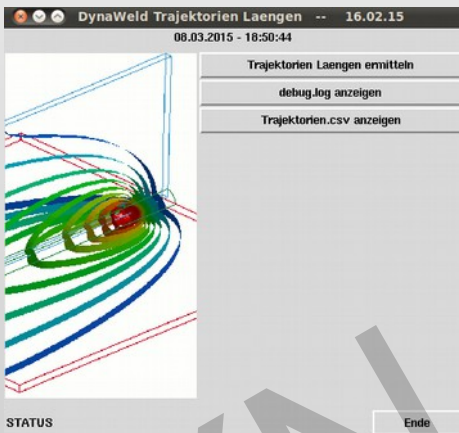 DynaWeld Trajektorien Laengen -- 16.02.15
08.03.2015 - 18:50:44
Trajektorien Laengen ermitteln
debug.log anzeigen
Trajektorien.csv anzeigen
STATUS
Ende